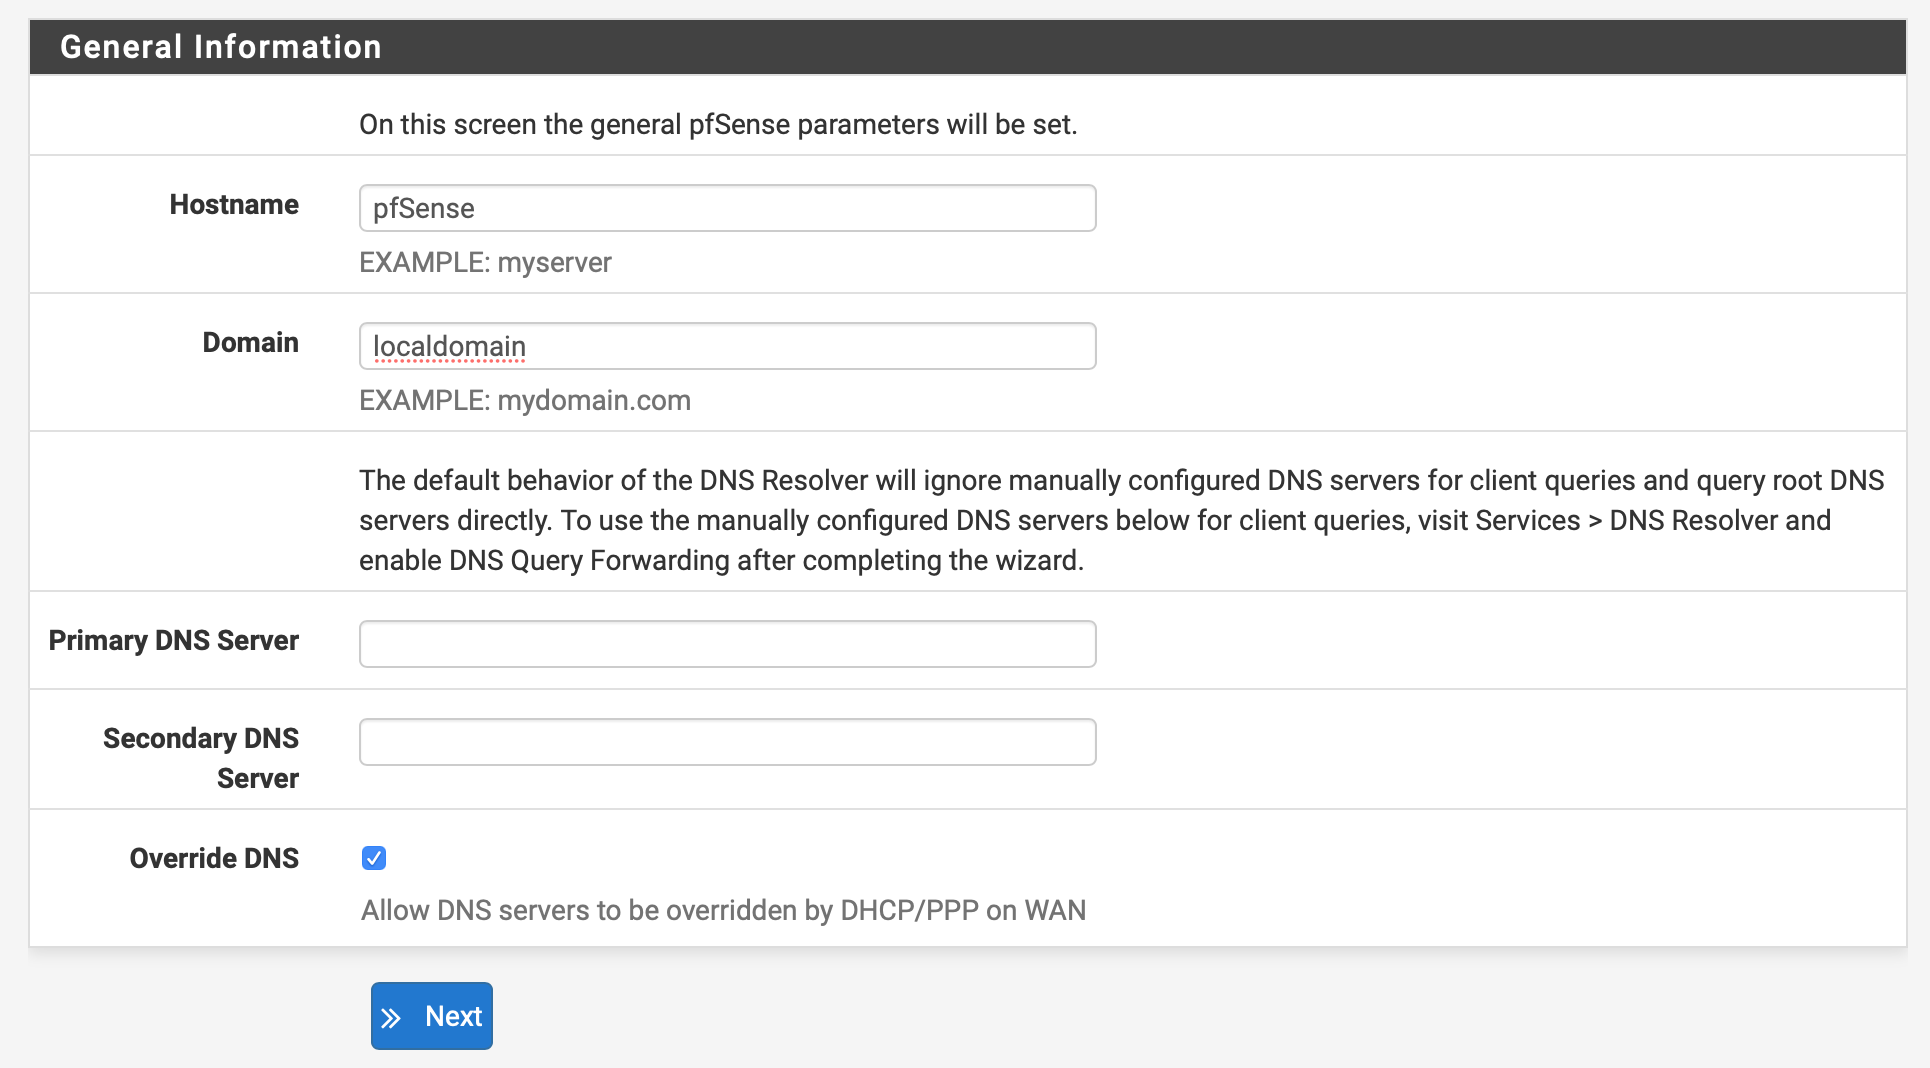 General Information
On this screen the general pfSense parameters will be set.
Hostname
pfSense
EXAMPLE: myserver
Domain
localdomain
EXAMPLE: mydomain.com
The default behavior of the DNS Resolver will ignore manually configured DNS servers for client queries and query root DNS
servers directly. To use the manually configured DNS servers below for client queries, visit Services > DNS Resolver and
enable DNS Query Forwarding after completing the wizard.
Primary DNS Server
Secondary DNS
Server
Override DNS
Allow DNS servers to be overridden by DHCP/PPP on WAN
Next